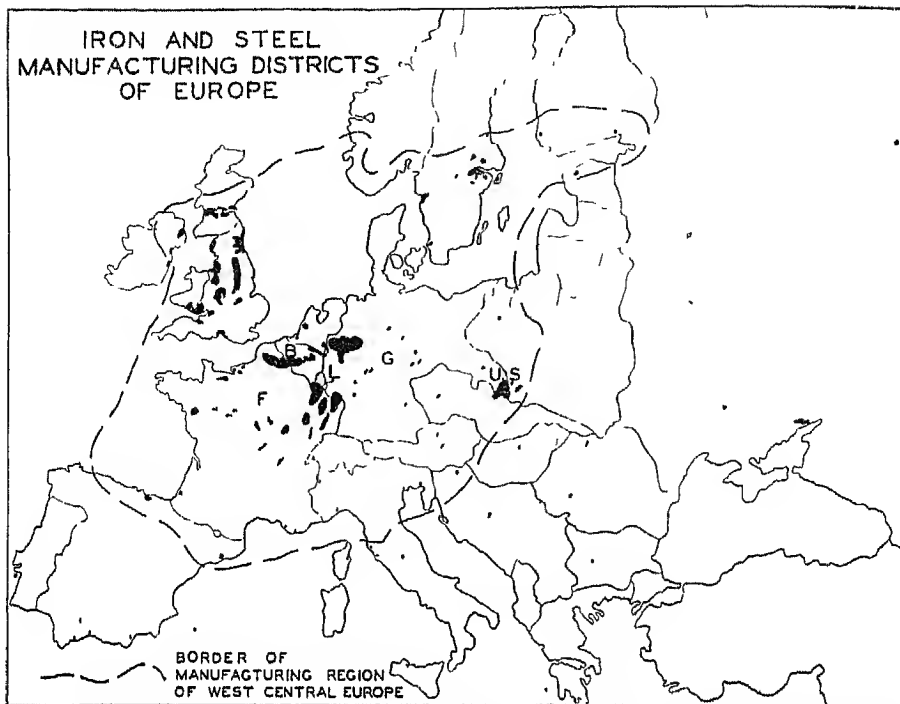 IRON AND STEEL
MANUFACTURING DISTRICTS
OF EUROPE
B
G
L
U S
F
BORDER OF
MANUFACTURING REGION
OF WEST CENTRAL EUROPE